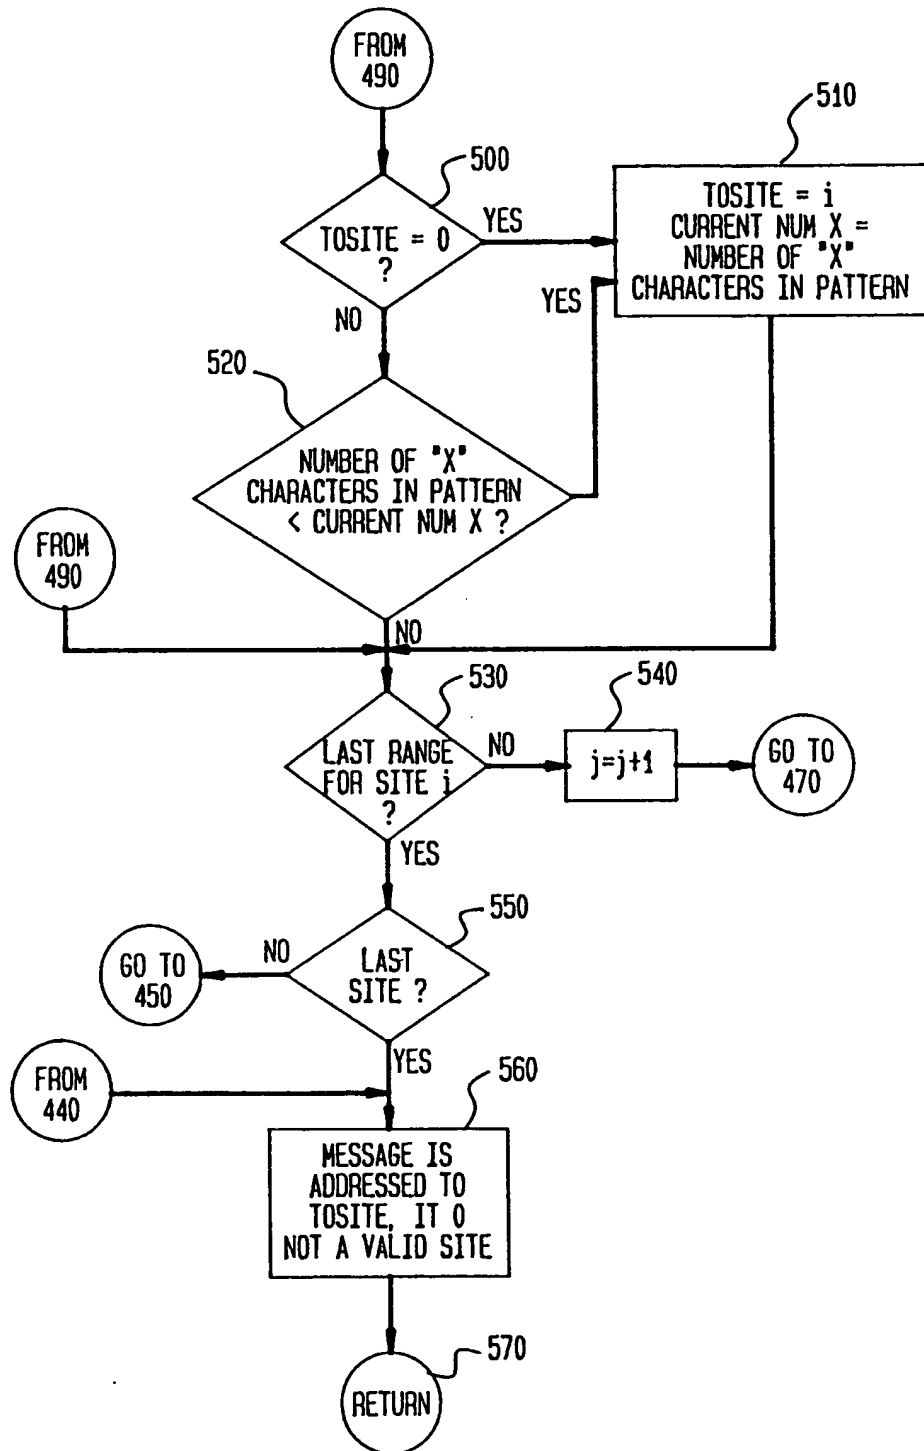 FROM
490
500
510
TOSITE = 0
?
YES
TOSITE = i
CURRENT NUM X =
NUMBER OF "X"
CHARACTERS IN PATTERN
YES
NO
520
NUMBER OF "X"
CHARACTERS IN PATTERN
< CURRENT NUM X ?
FROM
490
NO
530
540
LAST RANGE
FOR SITE i
?
NO
j=j+1
GO TO
470
YES
550
LAST
SITE ?
NO
GO TO
450
YES
FROM
440
560
MESSAGE IS
ADDRESSED TO
TOSITE, IT 0
NOT A VALID SITE
570
RETURN